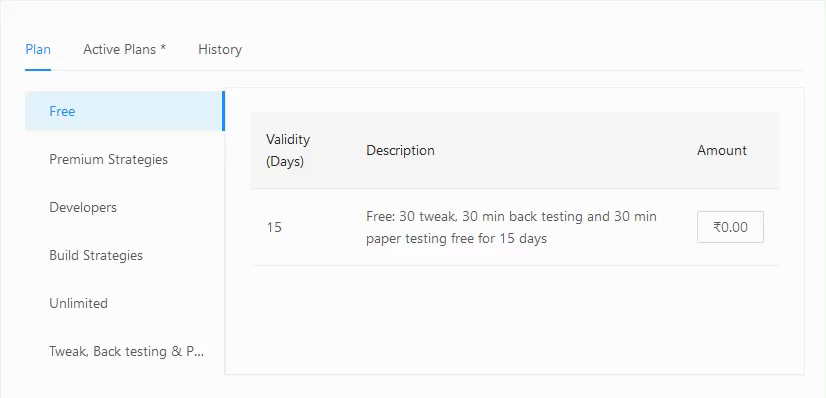 Plan
Active Plans *
History
Free
Premium Strategies
Developers
Build Strategies
Unlimited
Tweak, Back testing & P...
Validity
(Days)
Description
Amount
15
Free: 30 tweak, 30 min back testing and 30 min
paper testing free for 15 days
₹0.00